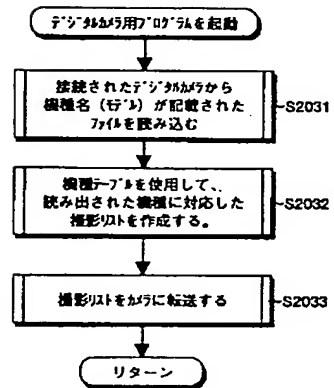 デジタルカメラ用プログラムを起動
接続されたデジタルカメラから
機種名（モデル）が記載された
ファイルを読み込む
S2031
機種テーブルを使用して、
読み出された機種に対応した
撮影リストを作成する。
S2032
撮影リストをカメラに転送する
S2033
リターン